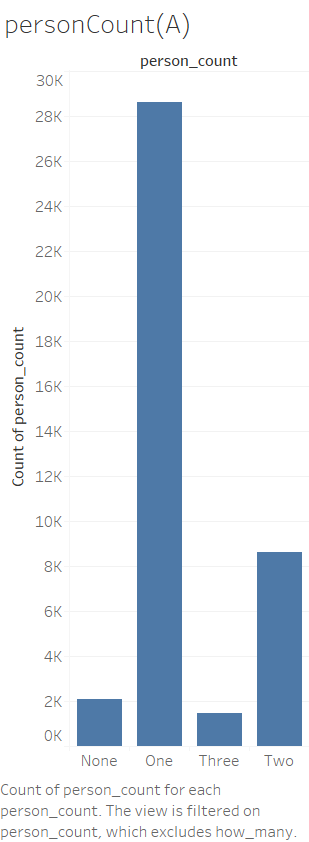 personCount(A)
person_count
30K
28K
26K
24K
22K
20K
18K
16K
14K
12K
10K
8K
6K
4K
2K
0K
Count of person_count
None One Three Two
Count of person_count for each
person_count. The view is filtered on
person_count, which excludes how_many.